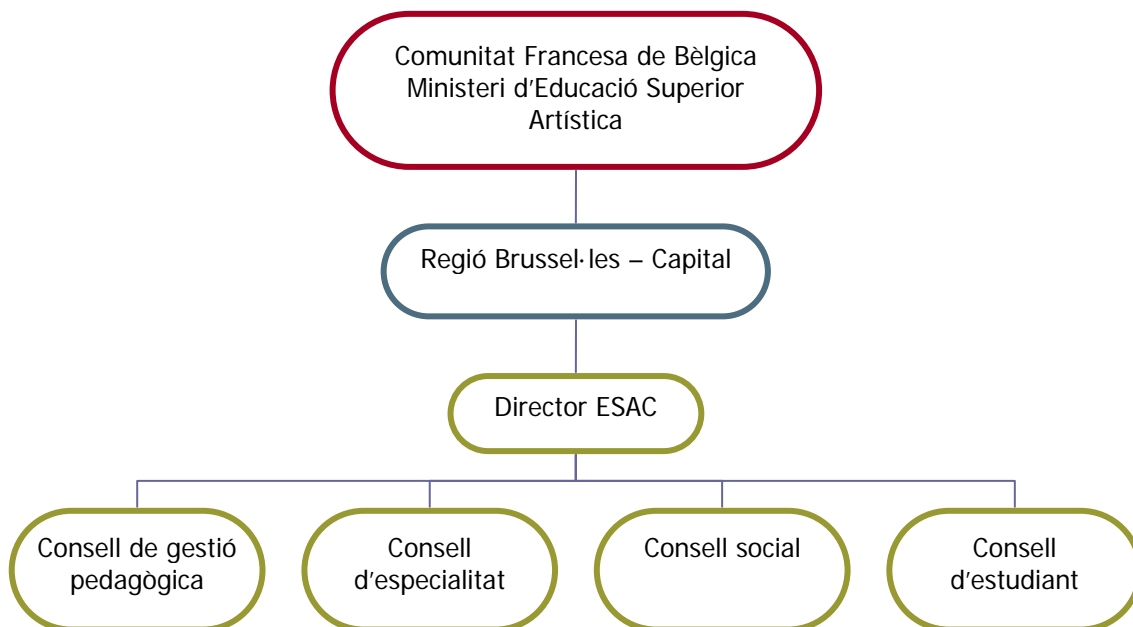 Comunitat Francesa de Bèlgica
Ministeri d'Educació Superior
Artística
Regió Brussel·les – Capital
Director ESAC
Consell de gestió
pedagògica
Consell
d'especialitat
Consell social
Consell
d'estudiant